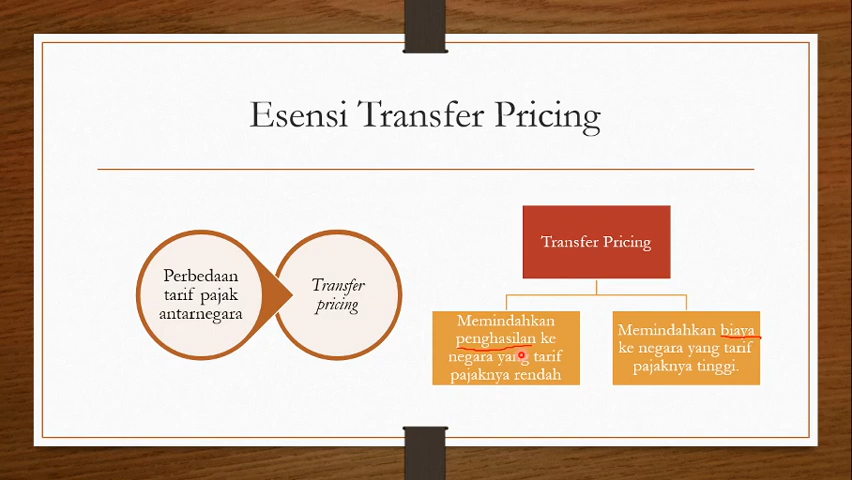 Esensi Transfer Pricing
Perbedaan
tarif pajak
antarnegara
Transfer
pricing
Transfer Pricing
Memindahkan
penghasilan ke
negara yang tarif
pajaknya rendah
Memindahkan biaya
ke negara yang tarif
pajaknya tinggi.